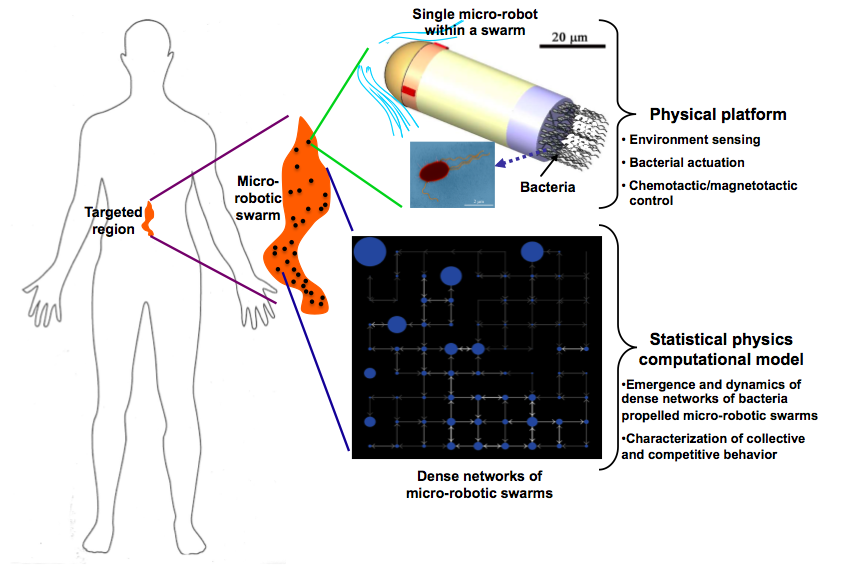 Single micro-robot
within a swarm
20 µm
Physical platform
• Environment sensing
• Bacterial actuation
• Chemotactic/magnetotactic
control
Bacteria
2 µm
Micro-
robotic
swarm
Targeted
region
Statistical physics
computational model
•Emergence and dynamics of
dense networks of bacteria
propelled micro-robotic swarms
•Characterization of collective
and competitive behavior
Dense networks of
micro-robotic swarms